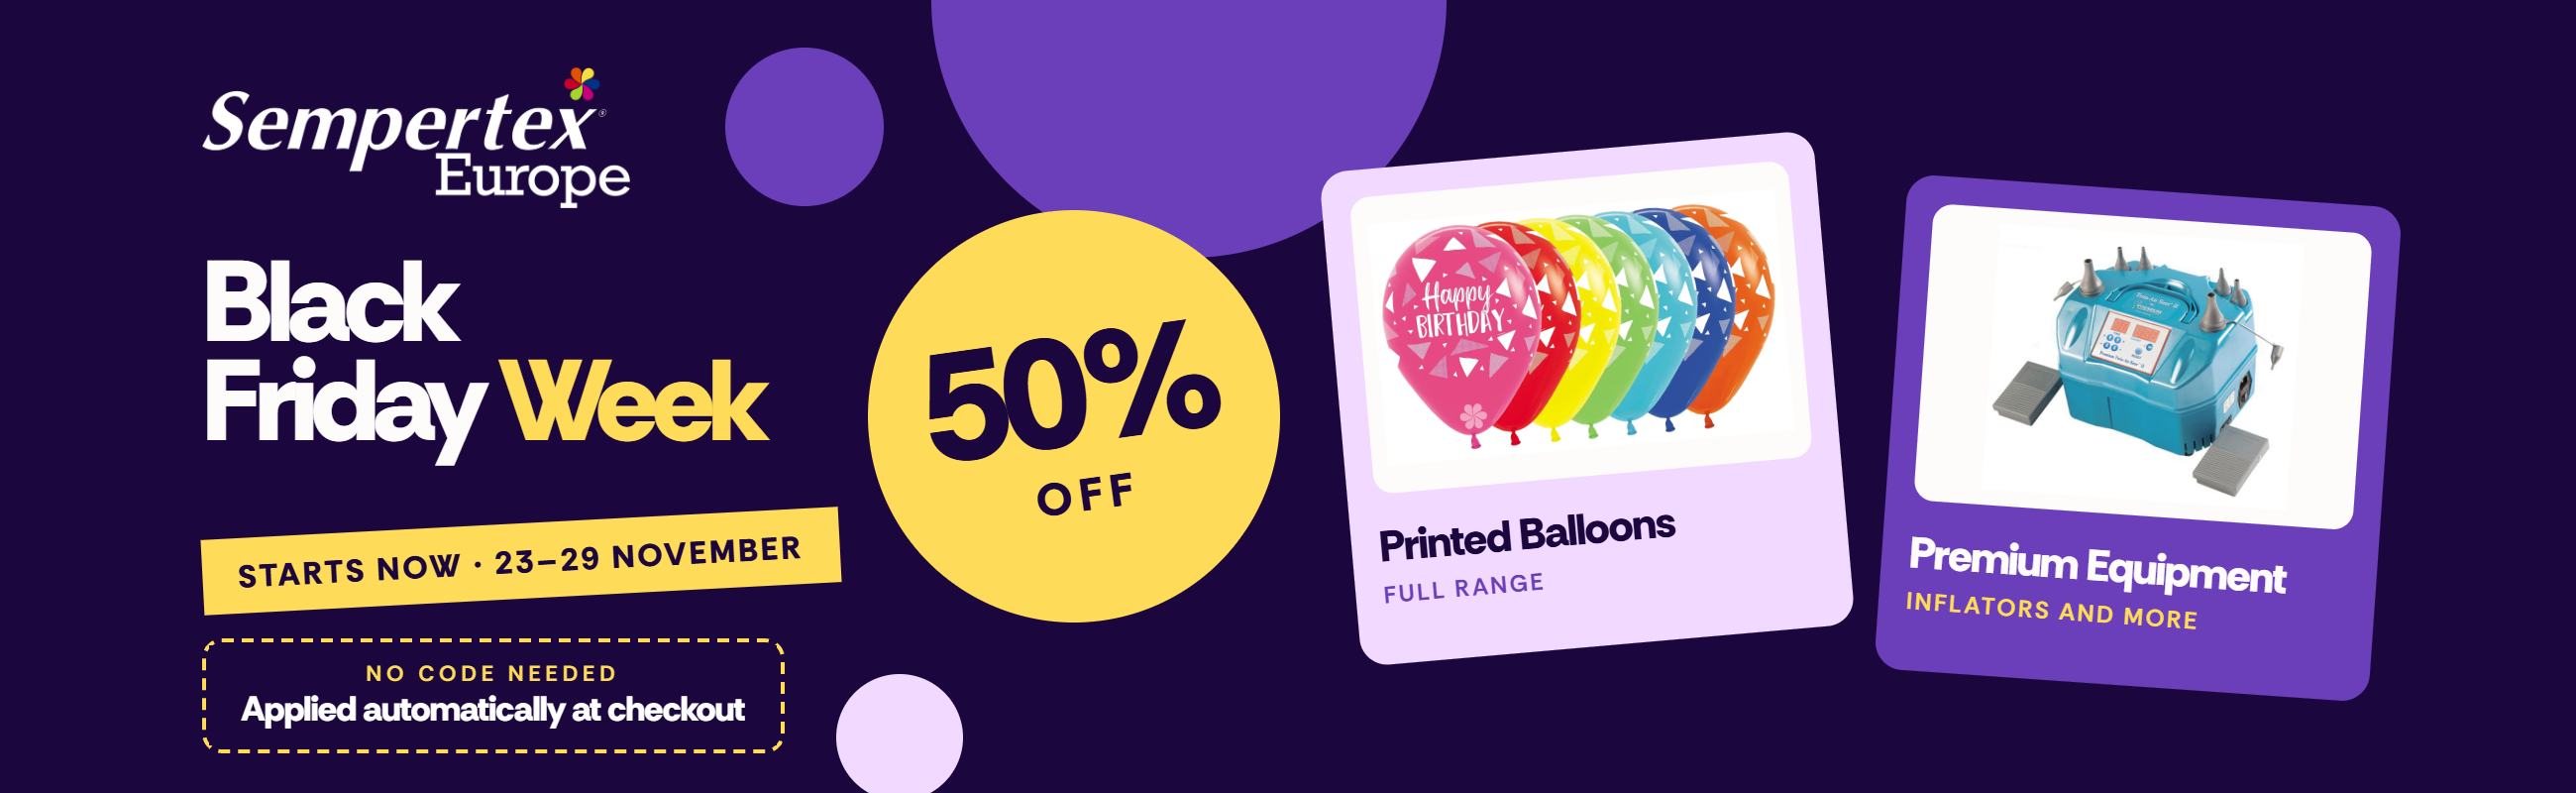 Sempertex
Europe
Black
Friday Week
STARTS NOW · 23–29 NOVEMBER
NO CODE NEEDED
Applied automatically at checkout
50%
OFF
Happy
BIRTHDAY
Printed Balloons
FULL RANGE
Premium Equipment
INFLATORS AND MORE